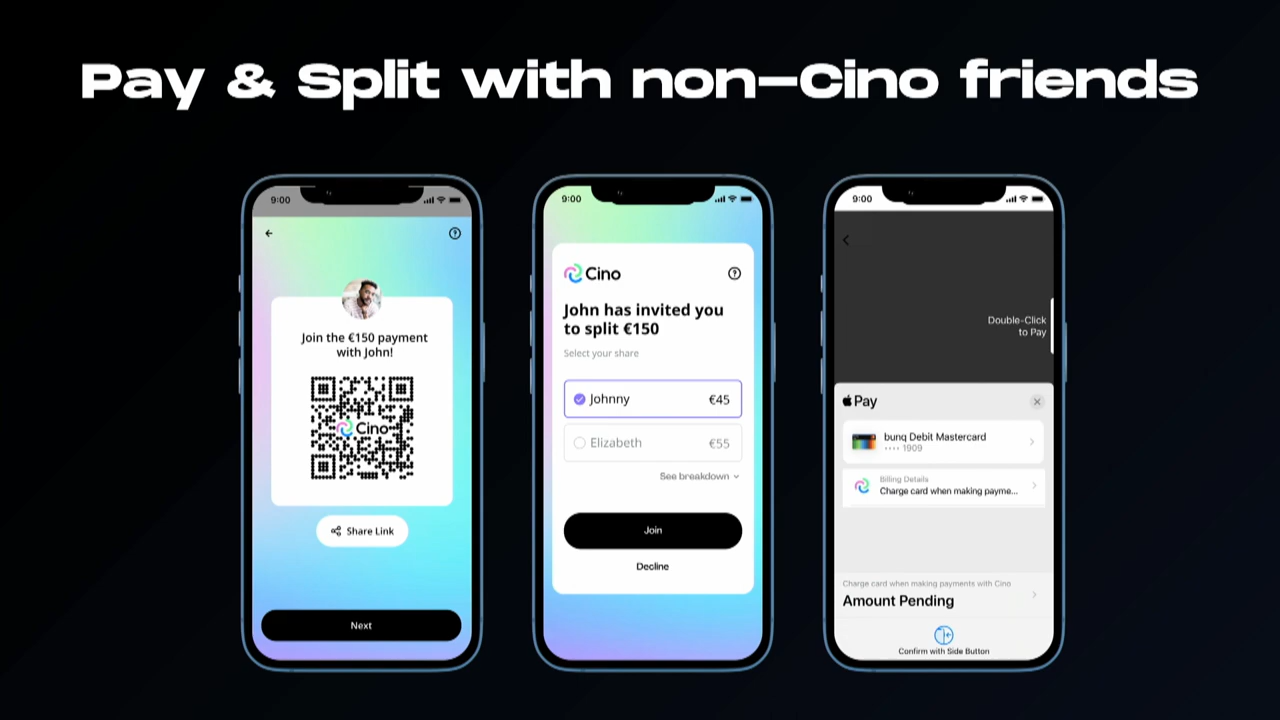 Pay & Split with non-Cino friends
9:00
Join the €150 payment
with John!
Cino
Share Link
Next
9:00
Cino
John has invited you
to split €150
Select your share
Johnny €45
Elizabeth €55
See breakdown
Join
Decline
9:00
Double-Click
to Pay
Pay
bunq Debit Mastercard
•••• 1909
Billing Details
Charge card when making payme...
Charge card when making payments with Cino
Amount Pending
Confirm with Side Button